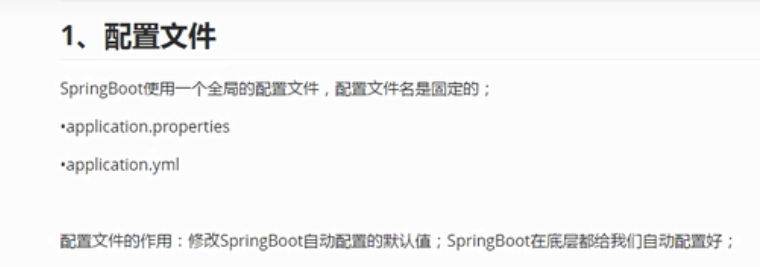 1、配置文件
SpringBoot使用一个全局的配置文件，配置文件名是固定的；
•application.properties
•application.yml
配置文件的作用：修改SpringBoot自动配置的默认值；SpringBoot在底层都给我们自动配置好；